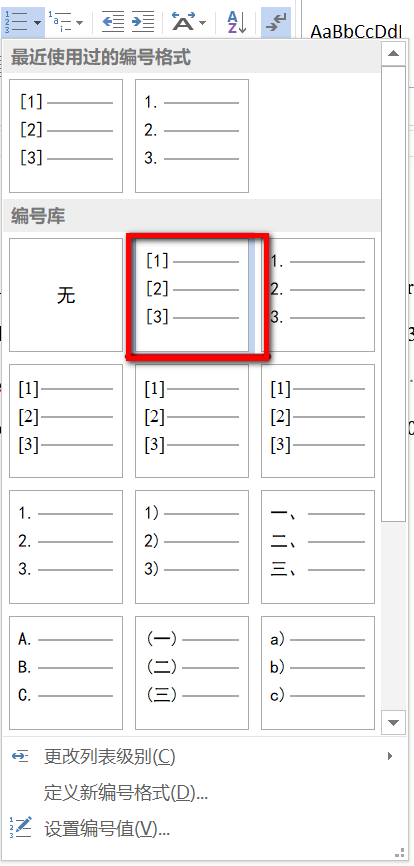 AaBbCcDdI
最近使用过的编号格式
[1] 1.
[2] 2.
[3] 3.
编号库
无
[1] 1.
[2] 2.
[3] 3.
[1] [1] [1]
[2] [2] [2]
[3] [3] [3]
1. 1) 一、
2. 2) 二、
3. 3) 三、
A. (一) a)
B. (二) b)
C. (三) c)
更改列表级别(C)
定义新编号格式(D)...
设置编号值(V)...